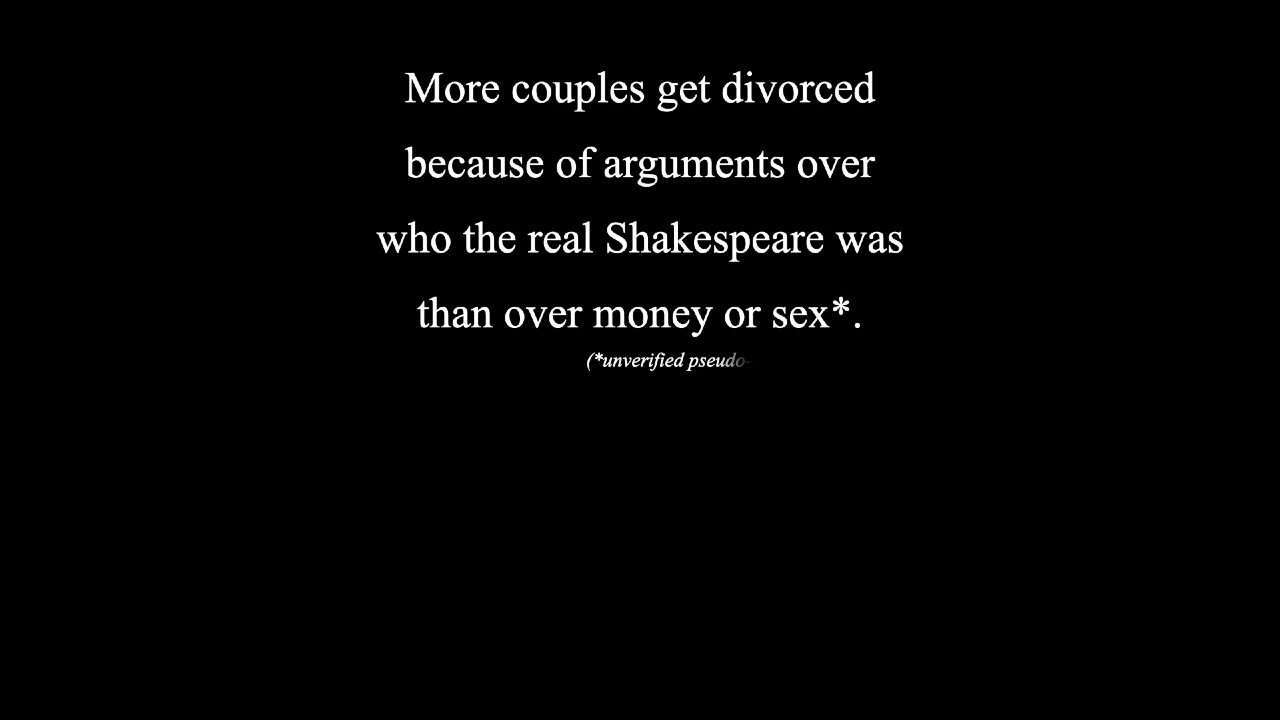 More couples get divorced
because of arguments over
who the real Shakespeare was
than over money or sex*.
(*unverified pseudo-